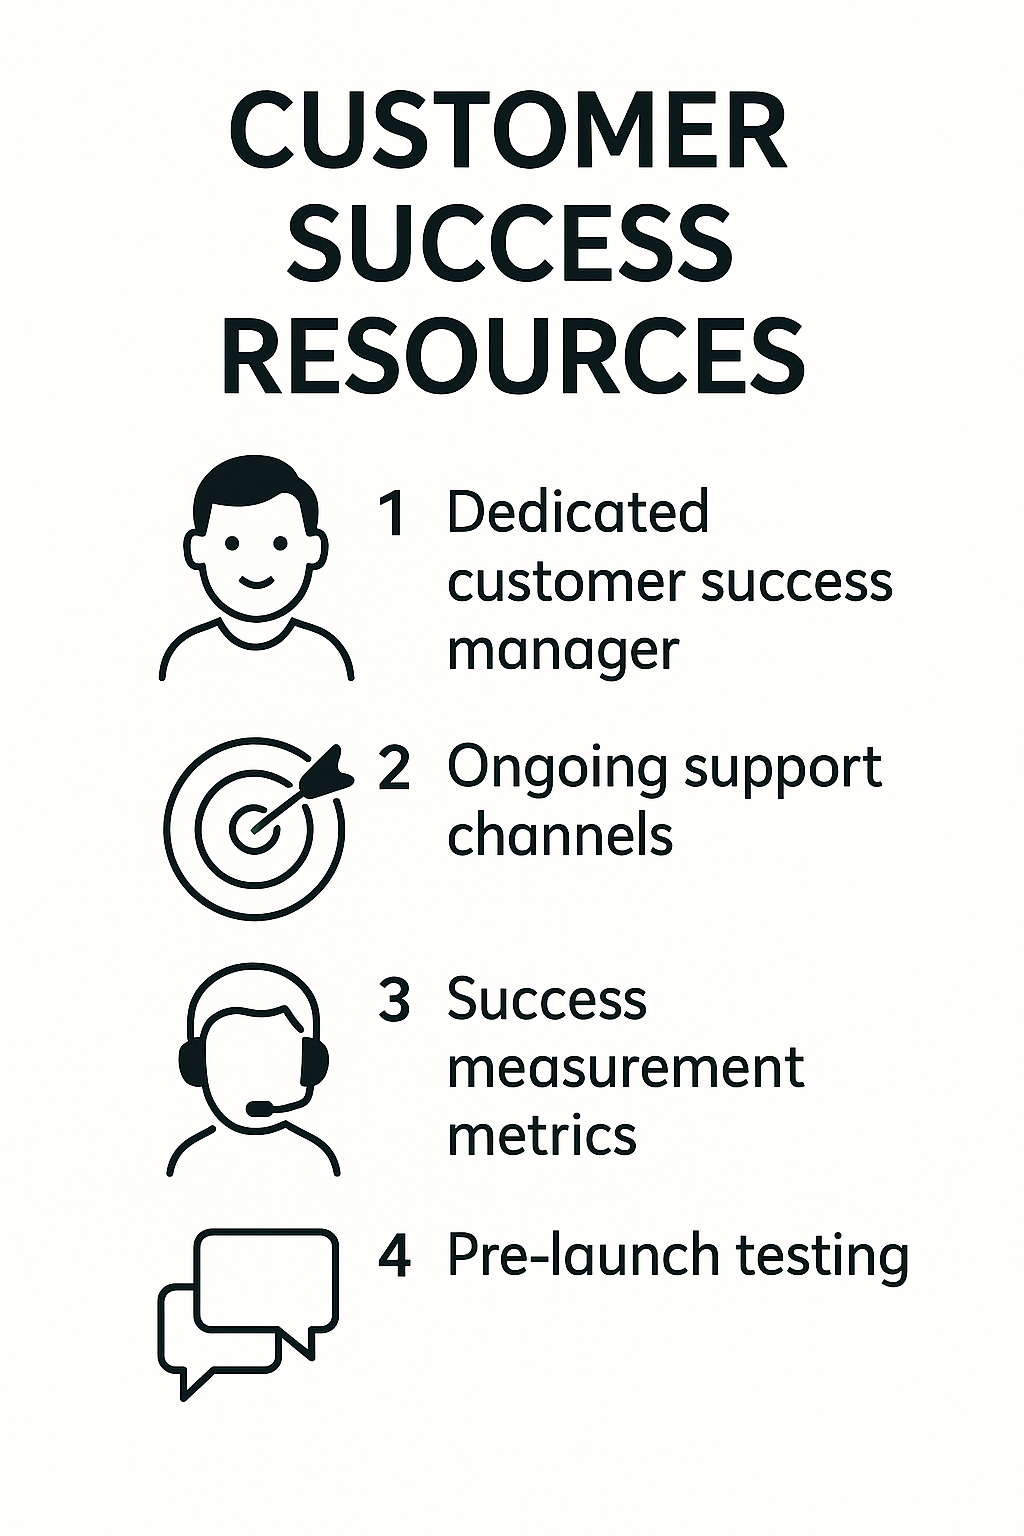 CUSTOMER
SUCCESS
RESOURCES
1 Dedicated
customer success
manager
2 Ongoing support
channels
3 Success
measurement
metrics
4 Pre-launch testing